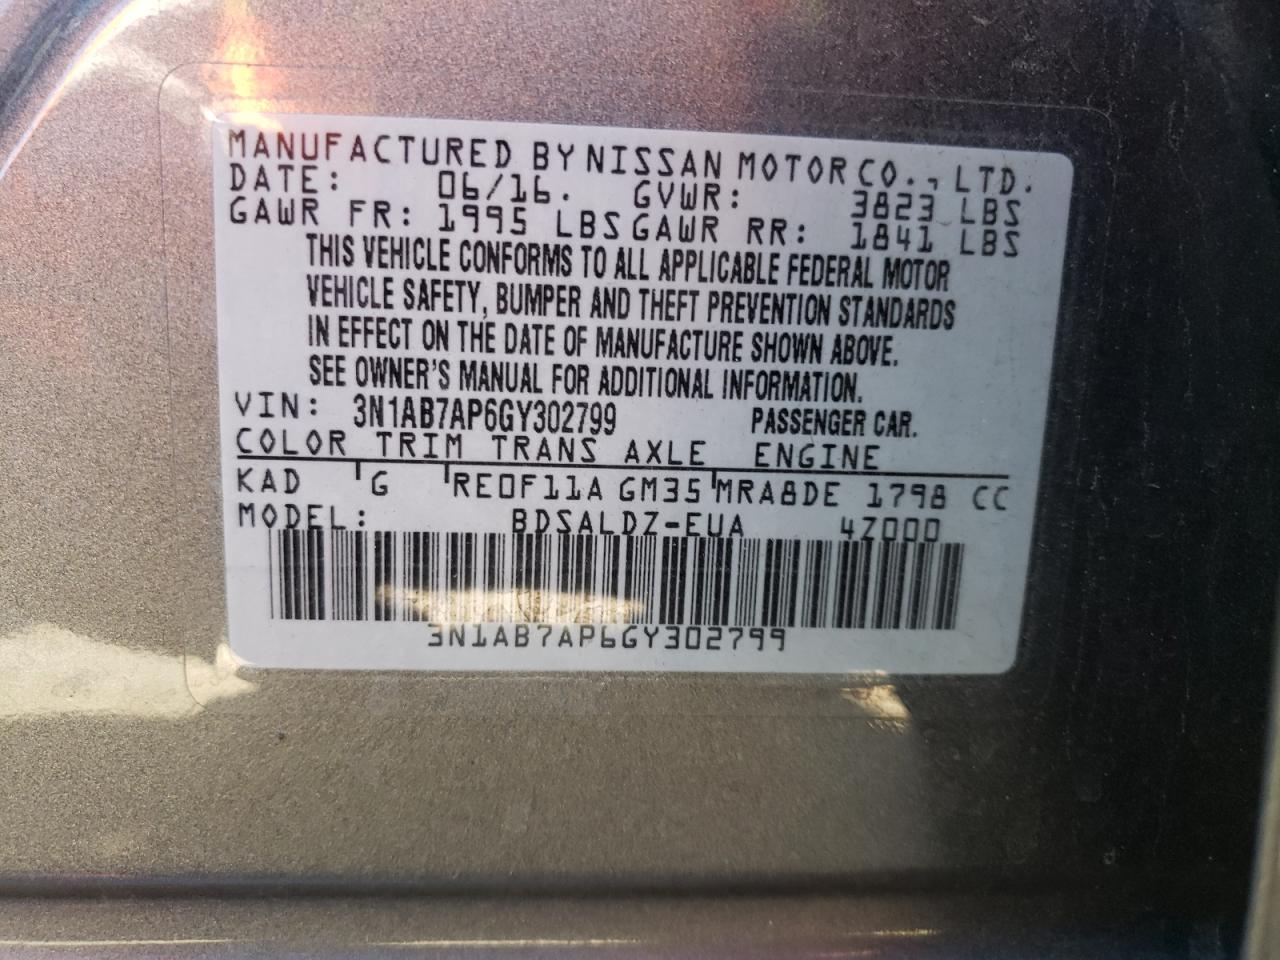 MANUFACTURED BY NISSAN MOTOR CO., LTD.
DATE: 06/16. GVWR: 3823 LBS
GAWR FR: 1995 LBS GAWR RR: 1841 LBS
THIS VEHICLE CONFORMS TO ALL APPLICABLE FEDERAL MOTOR
VEHICLE SAFETY, BUMPER AND THEFT PREVENTION STANDARDS
IN EFFECT ON THE DATE OF MANUFACTURE SHOWN ABOVE.
SEE OWNER'S MANUAL FOR ADDITIONAL INFORMATION.
VIN: 3N1AB7AP6GY302799 PASSENGER CAR.
COLOR TRIM TRANS AXLE ENGINE
KAD G RE0F11A GM35 MRA8DE 1798 CC
MODEL: BDSALDZ-EUA 4Z000
3N1AB7AP6GY302799